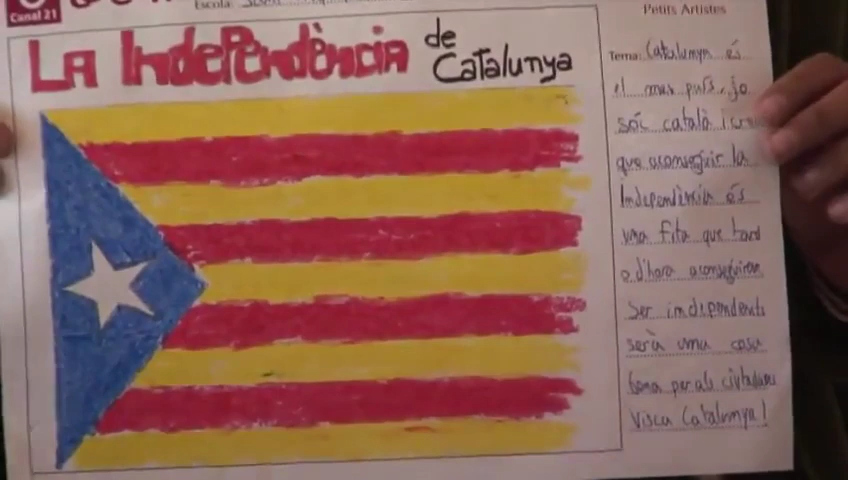 Canal 21
Escola:
Petits Artistes
La Independència
de
Catalunya
Tema: Catalunya és
el meu país, jo
sóc català i crec
que aconseguir la
Independència és
una fita que tard
o d'hora aconseguirem
Ser independents
serà una cosa
bona per als ciutadans
Visca Catalunya!